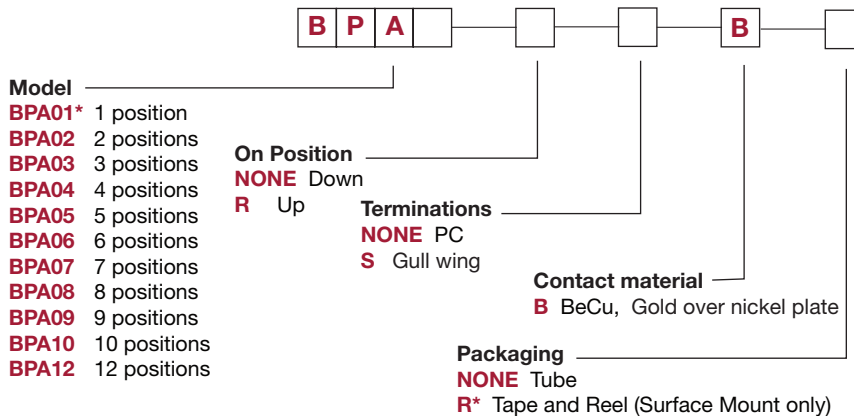 B P A B
Model
BPA01* 1 position
BPA02 2 positions
BPA03 3 positions
BPA04 4 positions
BPA05 5 positions
BPA06 6 positions
BPA07 7 positions
BPA08 8 positions
BPA09 9 positions
BPA10 10 positions
BPA12 12 positions
On Position
NONE Down
R Up
Terminations
NONE PC
S Gull wing
Contact material
B BeCu, Gold over nickel plate
Packaging
NONE Tube
R* Tape and Reel (Surface Mount only)